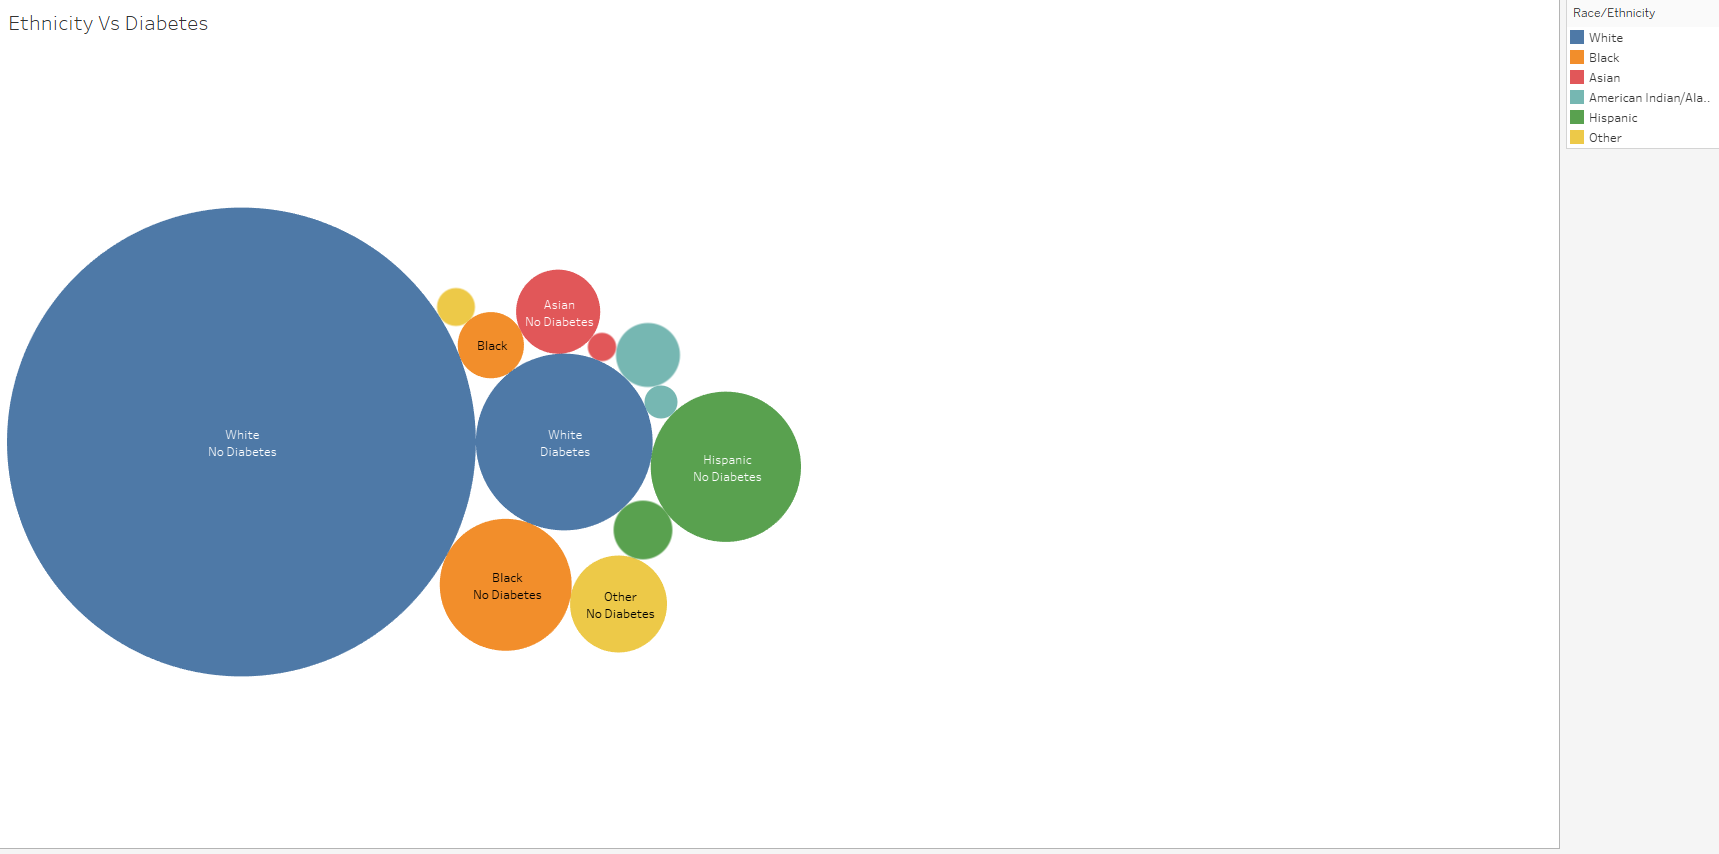 Ethnicity Vs Diabetes
Race/Ethnicity
White
Black
Asian
American Indian/Ala..
Hispanic
Other
Asian
No Diabetes
Black
White
No Diabetes
White
Diabetes
Hispanic
No Diabetes
Black
No Diabetes
Other
No Diabetes